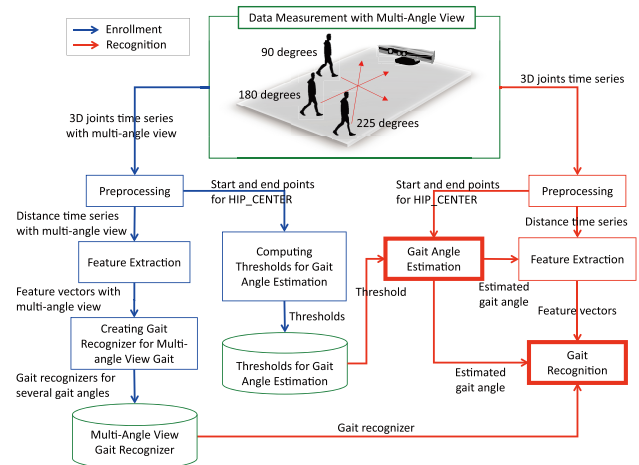 Enrollment
Recognition
Data Measurement with Multi-Angle View
90 degrees
180 degrees
225 degrees
3D joints time series
with multi-angle view
3D joints time series
Preprocessing
Start and end points
for HIP_CENTER
Start and end points
for HIP_CENTER
Preprocessing
Distance time series
with multi-angle view
Distance time series
Feature Extraction
Computing
Thresholds for Gait
Angle Estimation
Gait Angle
Estimation
Feature Extraction
Feature vectors with
multi-angle view
Threshold
Estimated
gait angle
Feature vectors
Thresholds
Creating Gait
Recognizer for Multi-
angle View Gait
Thresholds for Gait
Angle Estimation
Gait
Recognition
Gait recognizers for
several gait angles
Estimated
gait angle
Multi-Angle View
Gait Recognizer
Gait recognizer